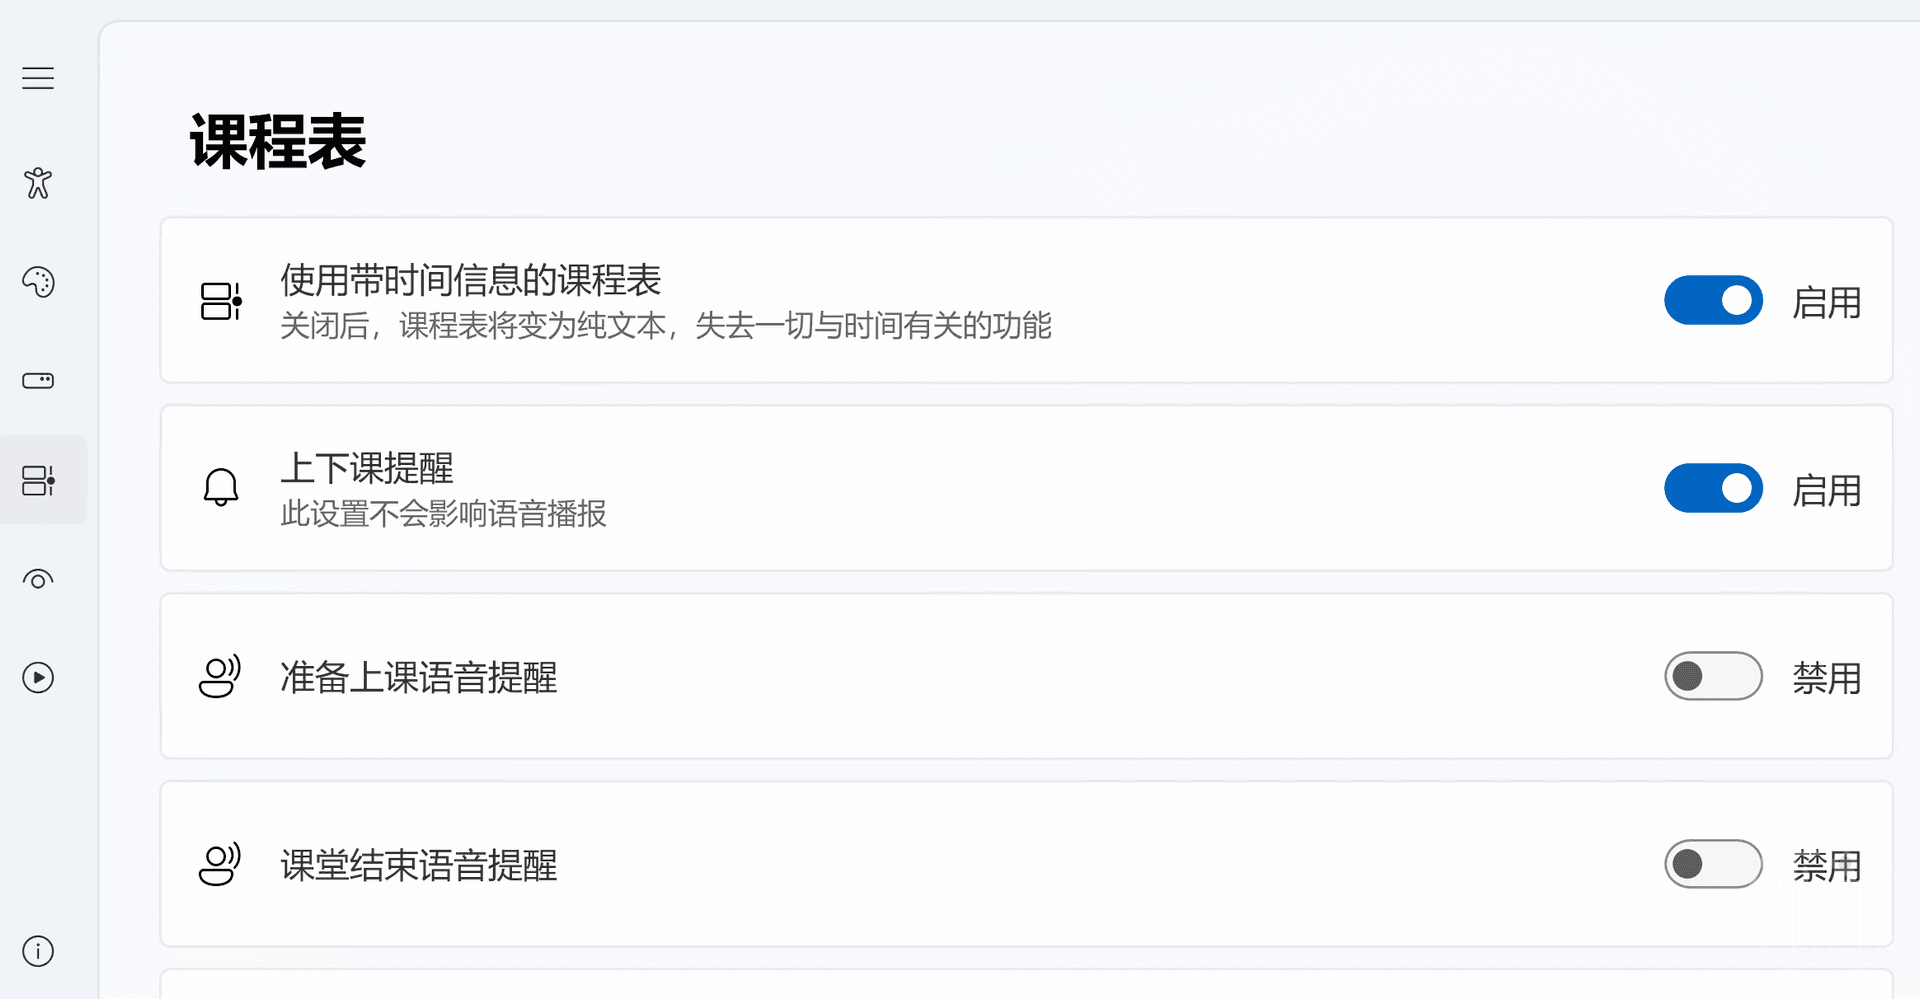 课程表
使用带时间信息的课程表
关闭后，课程表将变为纯文本，失去一切与时间有关的功能
启用
上下课提醒
此设置不会影响语音播报
启用
准备上课语音提醒
禁用
课堂结束语音提醒
禁用